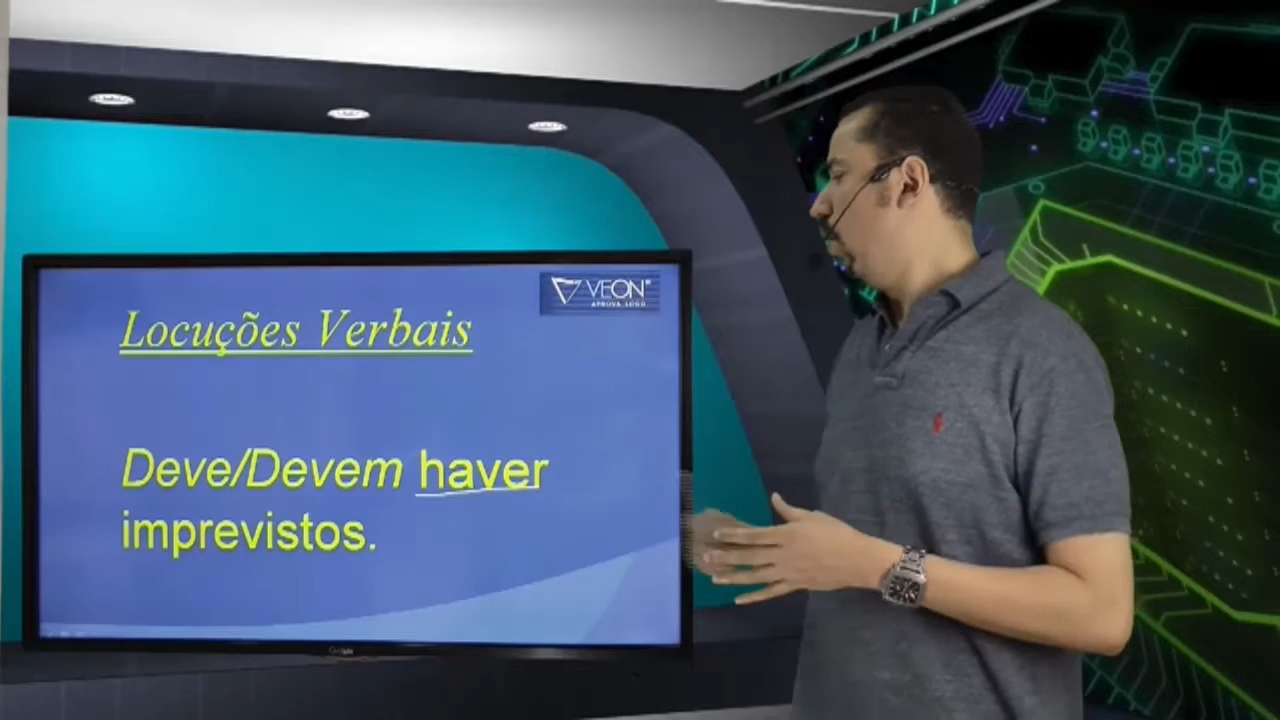 VEON
APROVA LOGO
Locuções Verbais
Deve/Devem haver
imprevistos.